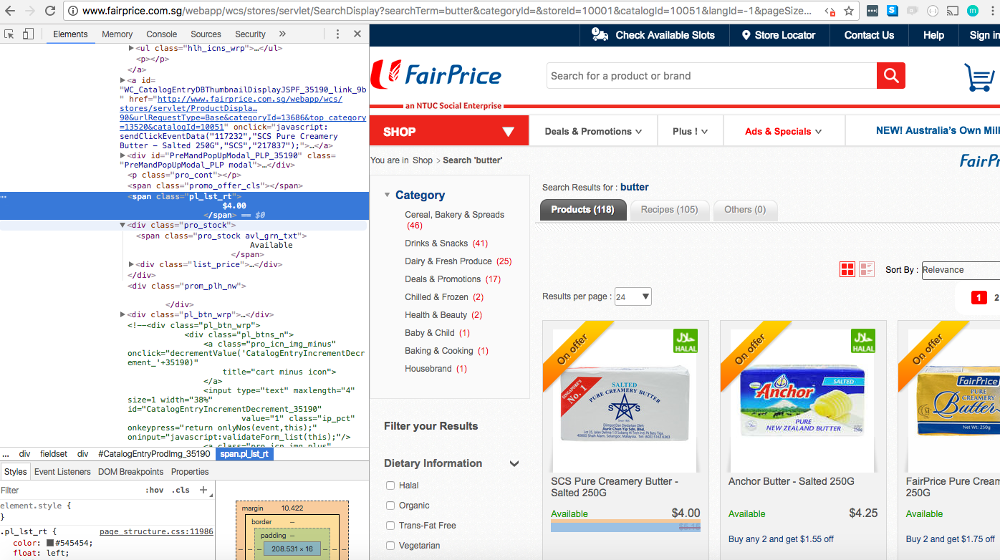 www.fairprice.com.sg/webapp/wcs/stores/servlet/SearchDisplay?searchTerm=butter&categoryId=&storeId=10001&catalogId=10051&langId=-1&pageSize...
Elements Memory Console Sources Security »
▶<ul class="hlh_icns_wrp">…</ul>
<p></p>
</a>
▶<a id=
"WC_CatalogEntryDBThumbnailDisplayJSPF_35190_link_9b
" href="http://www.fairprice.com.sg/webapp/wcs/
stores/servlet/ProductDispla…
90&urlRequestType=Base&categoryId=13686&top_category
=13520&catalogId=10051" onclick="javascript:
sendClickEventData("117232","SCS Pure Creamery
Butter – Salted 250G","SCS","217837");">…</a>
▶<div id="PreMandPopUpModal_PLP_35190" class=
"PreMandPopUpModal_PLP modal">…</div>
<p class="pro_cont"></p>
<span class="promo_offer_cls"></span>
<span class="pl_lst_rt">
$4.00
</span> == $0
▼<div class="pro_stock">
<span class="pro_stock avl_grn_txt">
Available
</span>
▶<div class="list_price">…</div>
</div>
<div class="prom_plh_nw">
</div>
▶<div class="pl_btn_wrp">…</div>
<!--<div class="pl_btn_wrp">
<div class="pl_btns_n">
<a class="pro_icn_img_minus"
onclick="decrementValue('CatalogEntryIncrementDecr
ement_'+35190)"
title="cart minus icon">
</a>
<input type="text" maxlength="4"
size=1 width="38%"
id="CatalogEntryIncrementDecrement_35190"
value="1" class="ip_pct"
onkeypress="return onlyNos(event,this);"
oninput="javascript:validateForm_list(this);"/>
<a class="pro_icn_img_plus"
... div fieldset div #CatalogEntryProdImg_35190 span.pl_lst_rt
Styles Event Listeners DOM Breakpoints Properties
Filter :hov .cls +
element.style {
}
.pl_lst_rt { page_structure.css:11986
color: #545454;
float: left;
margin 10.422
border –
padding –
208.531 × 16
Check Available Slots Store Locator Contact Us Help Sign in
FairPrice
Search for a product or brand
an NTUC Social Enterprise
SHOP Deals & Promotions Plus ! Ads & Specials NEW! Australia's Own Mil
You are in Shop > Search 'butter'
FairPr
Category
Cereal, Bakery & Spreads
(46)
Drinks & Snacks (41)
Dairy & Fresh Produce (25)
Deals & Promotions (17)
Chilled & Frozen (2)
Health & Beauty (2)
Baby & Child (1)
Baking & Cooking (1)
Housebrand (1)
Filter your Results
Dietary Information
Halal
Organic
Trans-Fat Free
Vegetarian
Search Results for : butter
Products (118) Recipes (105) Others (0)
Sort By : Relevance
Results per page : 24
1 2
On offer
HALAL
SINGAPORE'S
No. 1
SALTED
PURE CREAMERY BUTTER
SCS
SCS Pure Creamery Butter -
Salted 250G
Available $4.00
On offer
HALAL
Anchor
SALTED
PURE
NEW ZEALAND BUTTER
Anchor Butter - Salted 250G
Available $4.25
Buy any 2 and get $1.55 off
On offer
FairPrice
PURE
CREAMERY
Butter
Net Wt: 250g
FairPrice Pure Cream
250G
Available
Buy any 2 and get $1.75 off